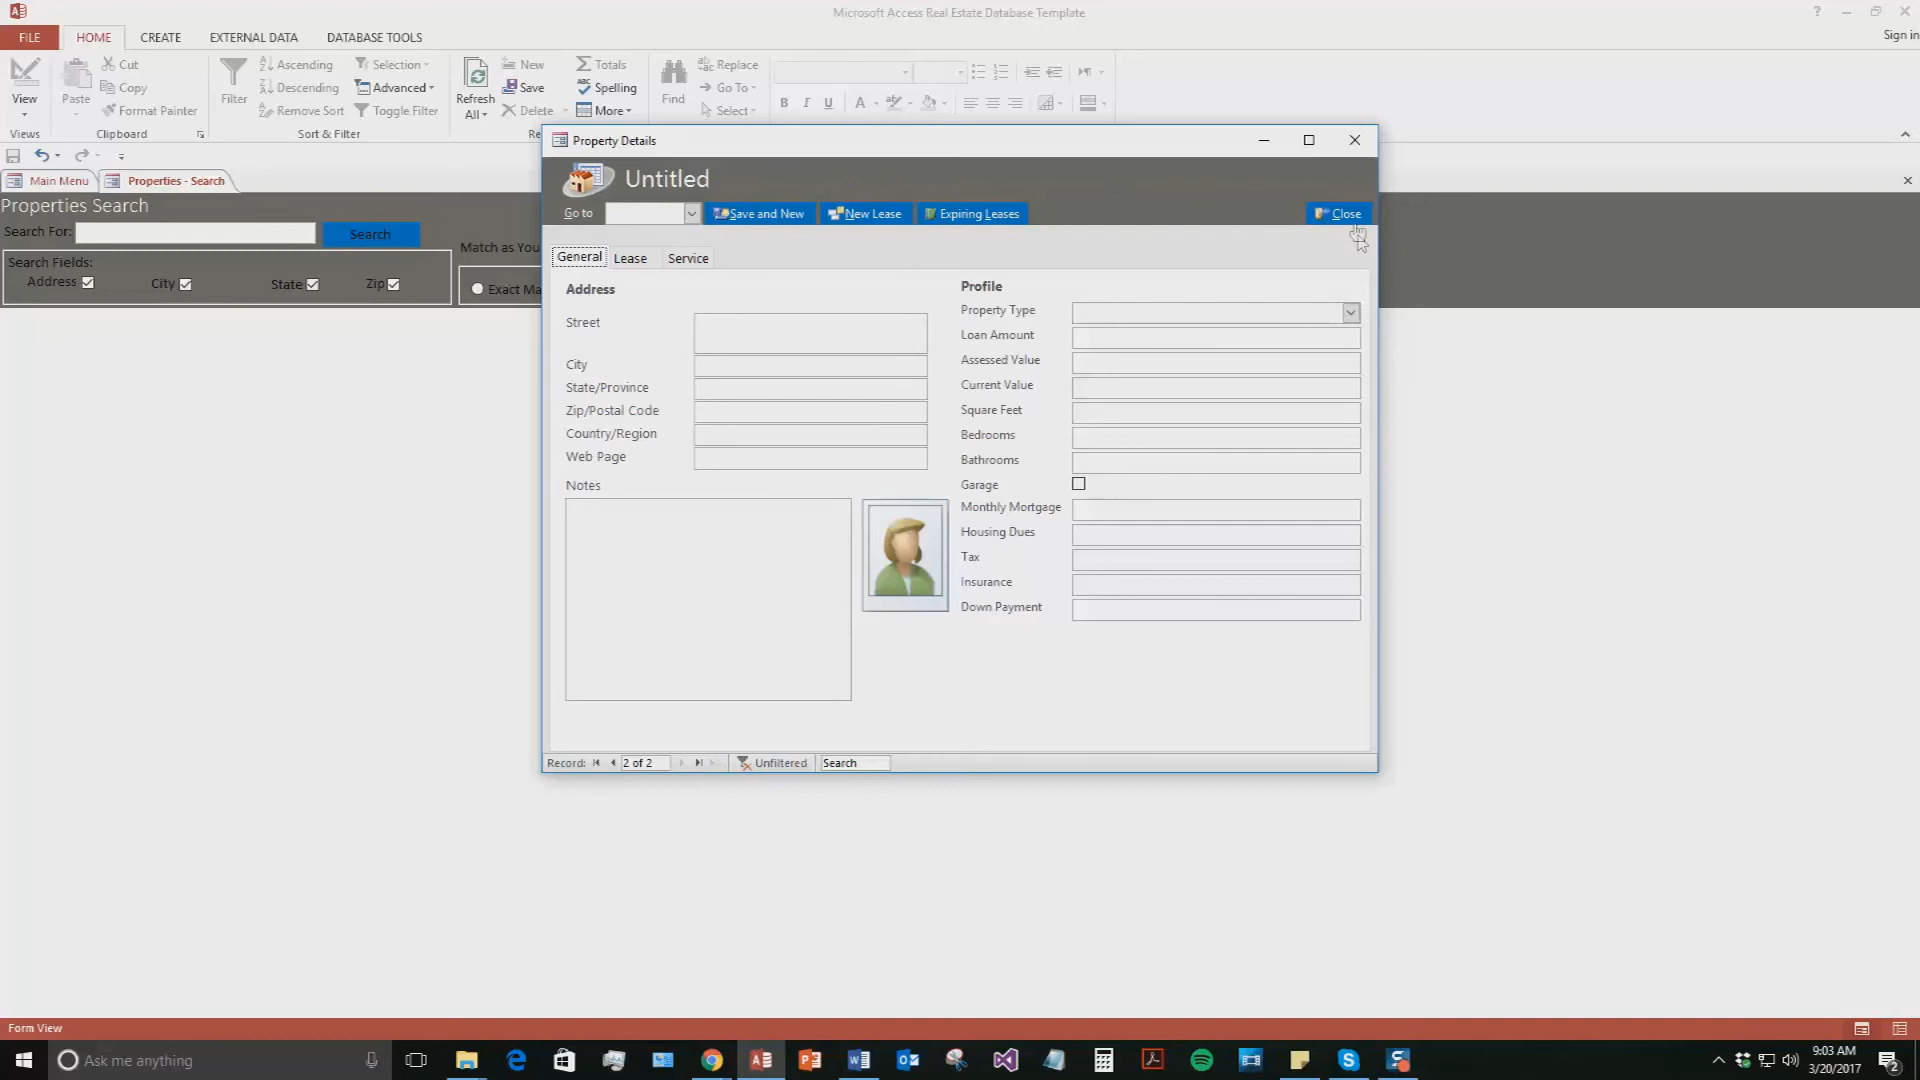 Microsoft Access Real Estate Database Template
?
FILE HOME CREATE EXTERNAL DATA DATABASE TOOLS Sign in
View
Views
Paste
Cut
Copy
Format Painter
Clipboard
Filter
Ascending
Descending
Remove Sort
Selection
Advanced
Toggle Filter
Sort & Filter
Refresh
All
New
Save
Delete
Totals
Spelling
More
Re
Find
Replace
Go To
Select
B I U A
Main Menu Properties - Search
Properties Search
Search For: Search
Search Fields:
Address City State Zip
Match as You
Exact Ma
Property Details
Untitled
Go to Save and New New Lease Expiring Leases Close
General Lease Service
Address
Street
City
State/Province
Zip/Postal Code
Country/Region
Web Page
Notes
Profile
Property Type
Loan Amount
Assessed Value
Current Value
Square Feet
Bedrooms
Bathrooms
Garage
Monthly Mortgage
Housing Dues
Tax
Insurance
Down Payment
Record: 2 of 2 Unfiltered Search
Form View
Ask me anything
9:03 AM
3/20/2017
2